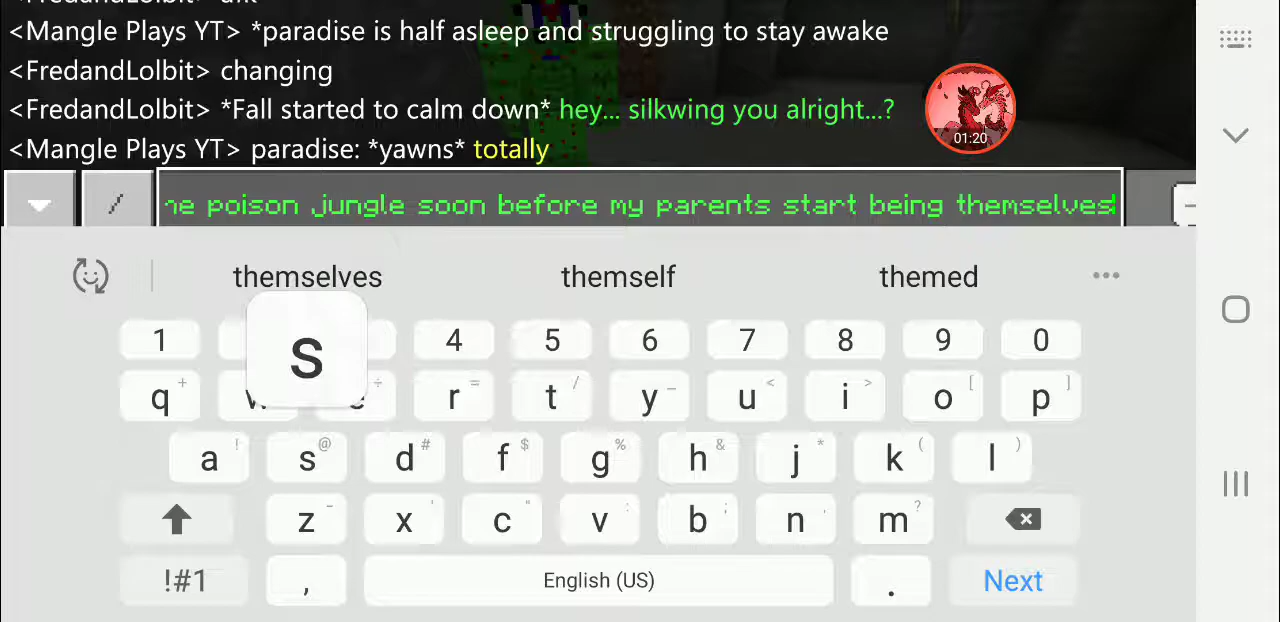 <Mangle Plays YT> *paradise is half asleep and struggling to stay awake
<FredandLolbit> changing
<FredandLolbit> *Fall started to calm down* hey... silkwing you alright...?
<Mangle Plays YT> paradise: *yawns* totally
01:20
/ poison jungle soon before my parents start being themselves
themselves themself themed
s
1 4 5 6 7 8 9 0
q + ÷ r = t / y _ u < i > o [ p ]
a ! s @ d # f $ g % h & j * k ( l )
z - x ' c " v : b ; n , m ?
!#1 , English (US) . Next